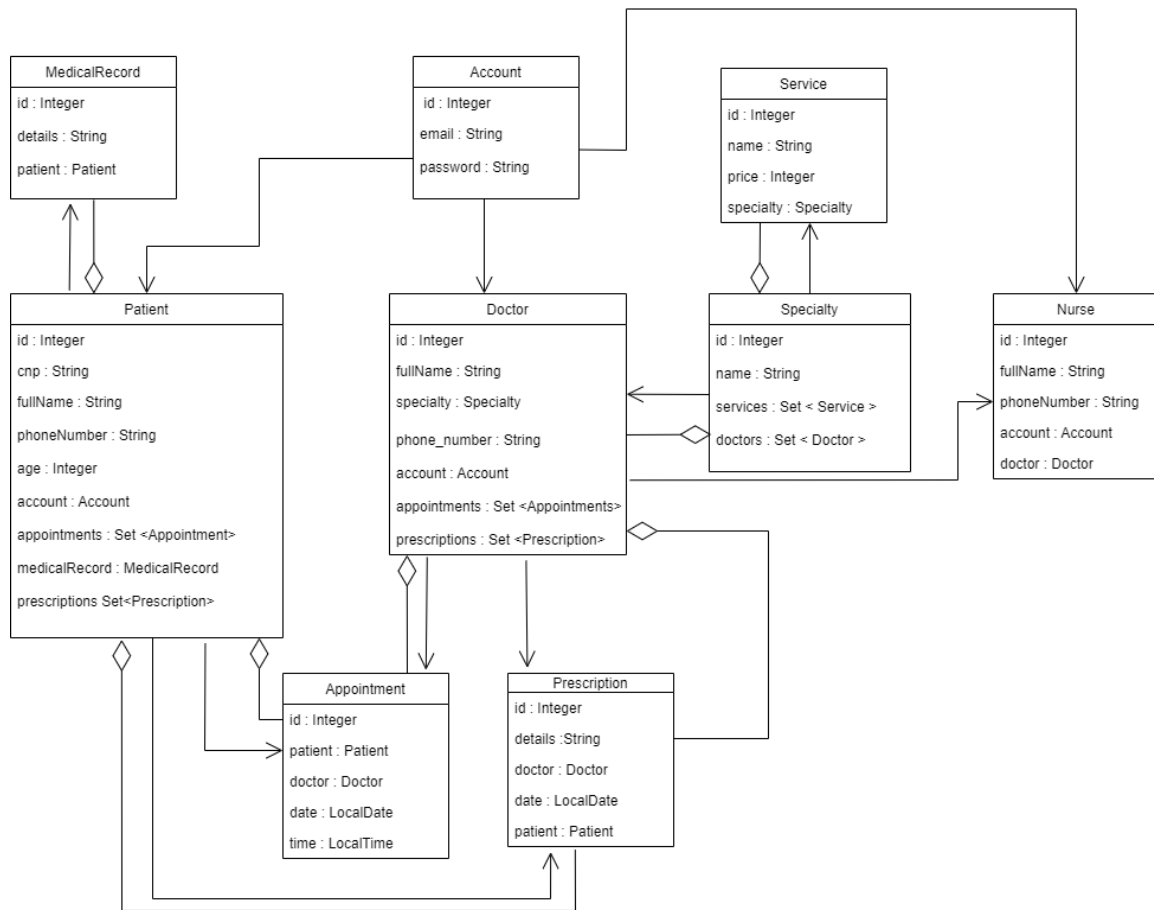 MedicalRecord
id : Integer
details : String
patient : Patient
Account
id : Integer
email : String
password : String
Service
id : Integer
name : String
price : Integer
specialty : Specialty
Patient
id : Integer
cnp : String
fullName : String
phoneNumber : String
age : Integer
account : Account
appointments : Set <Appointment>
medicalRecord : MedicalRecord
prescriptions Set<Prescription>
Doctor
id : Integer
fullName : String
specialty : Specialty
phone_number : String
account : Account
appointments : Set <Appointments>
prescriptions : Set <Prescription>
Specialty
id : Integer
name : String
services : Set < Service >
doctors : Set < Doctor >
Nurse
id : Integer
fullName : String
phoneNumber : String
account : Account
doctor : Doctor
Appointment
id : Integer
patient : Patient
doctor : Doctor
date : LocalDate
time : LocalTime
Prescription
id : Integer
details :String
doctor : Doctor
date : LocalDate
patient : Patient